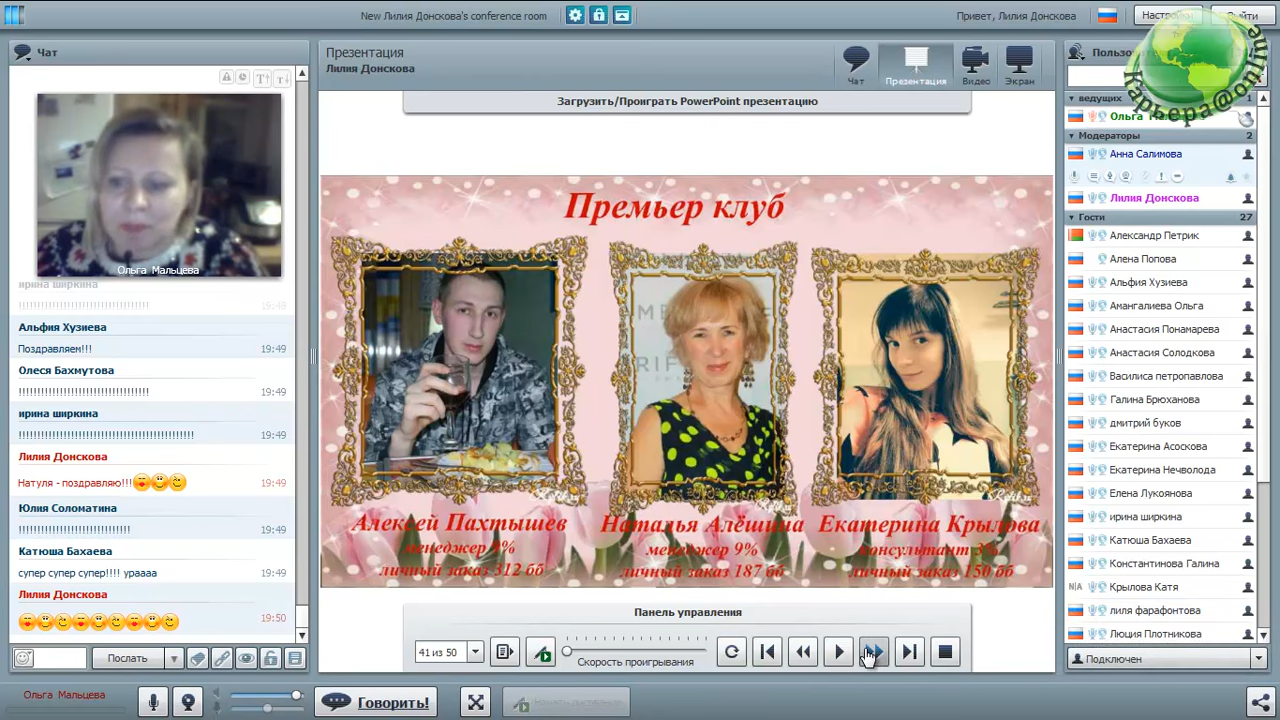 New Лилия Донскова's conference room
Привет, Лилия Донскова
Настройки
Выйти
карьера@online
Чат
Ольга Мальцева
ирина ширкина
!!!!!!!!!!!!!!!!!!!!!!!!!!!!!!! 19:49
Альфия Хузиева
Поздравляем!!! 19:49
Олеся Бахмутова
!!!!!!!!!!!!!!!!!!!!!!!!!!!!!!! 19:49
ирина ширкина
!!!!!!!!!!!!!!!!!!!!!!!!!!!!!!!!!!!!!!!!!! 19:49
Лилия Донскова
Натуля - поздравляю!!! 19:49
Юлия Соломатина
!!!!!!!!!!!!!!!!!!!!!!!!!!! 19:49
Катюша Бахаева
супер супер супер!!!! ураааа 19:49
Лилия Донскова
19:50
Послать
Презентация
Лилия Донскова
Чат
Презентация
Видео
Экран
Загрузить/Проиграть PowerPoint презентацию
Премьер клуб
Алексей Пахтышев
менеджер 9%
личный заказ 312 бб
Наталья Алёшина
менеджер 9%
личный заказ 187 бб
Екатерина Крылова
консультант 3%
личный заказ 150 бб
Панель управления
41 из 50
Скорость проигрывания
ведущих 1
Ольга
Модераторы 2
Анна Салимова
Лилия Донскова
Гости 27
Александр Петрик
Алена Попова
Альфия Хузиева
Амангалиева Ольга
Анастасия Понамарева
Анастасия Солодкова
Василиса петропавлова
Галина Брюханова
дмитрий буков
Екатерина Асоскова
Екатерина Нечволода
Елена Лукоянова
ирина ширкина
Катюша Бахаева
Константинова Галина
N/A Крылова Катя
лиля фарафонтова
Люция Плотникова
Подключен
Ольга Мальцева
Говорить!